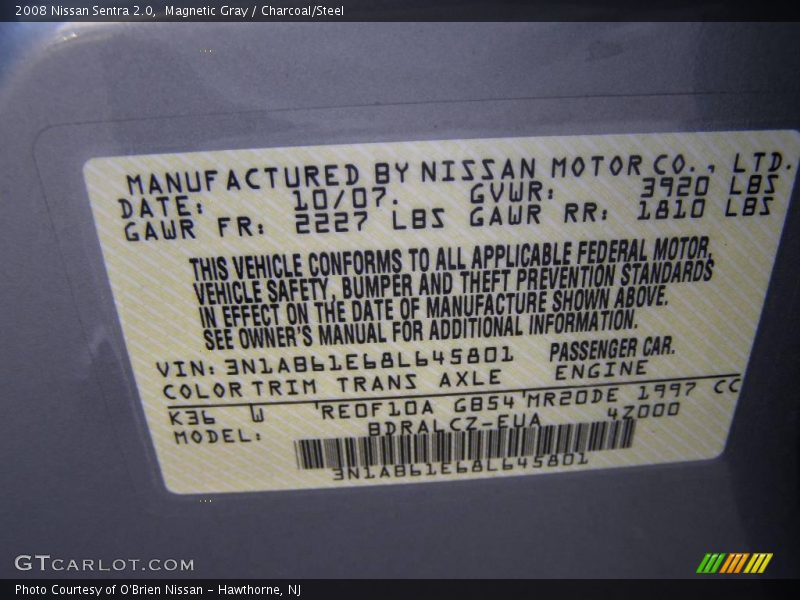 2008 Nissan Sentra 2.0,  Magnetic Gray / Charcoal/Steel
MANUFACTURED BY NISSAN MOTOR CO., LTD.
DATE: 10/07. GVWR: 3920 LBS
GAWR FR: 2227 LBS GAWR RR: 1810 LBS
THIS VEHICLE CONFORMS TO ALL APPLICABLE FEDERAL MOTOR,
VEHICLE SAFETY, BUMPER AND THEFT PREVENTION STANDARDS
IN EFFECT ON THE DATE OF MANUFACTURE SHOWN ABOVE.
SEE OWNER'S MANUAL FOR ADDITIONAL INFORMATION.
VIN: 3N1AB61E68L645801 PASSENGER CAR.
COLOR TRIM TRANS AXLE ENGINE
K36 W 'RE0F10A GB54'MR20DE 1997 CC
MODEL: BDRALCZ-EUA 4Z000
3N1AB61E68L645801
GTcarlot.com
Photo Courtesy of O'Brien Nissan - Hawthorne, NJ